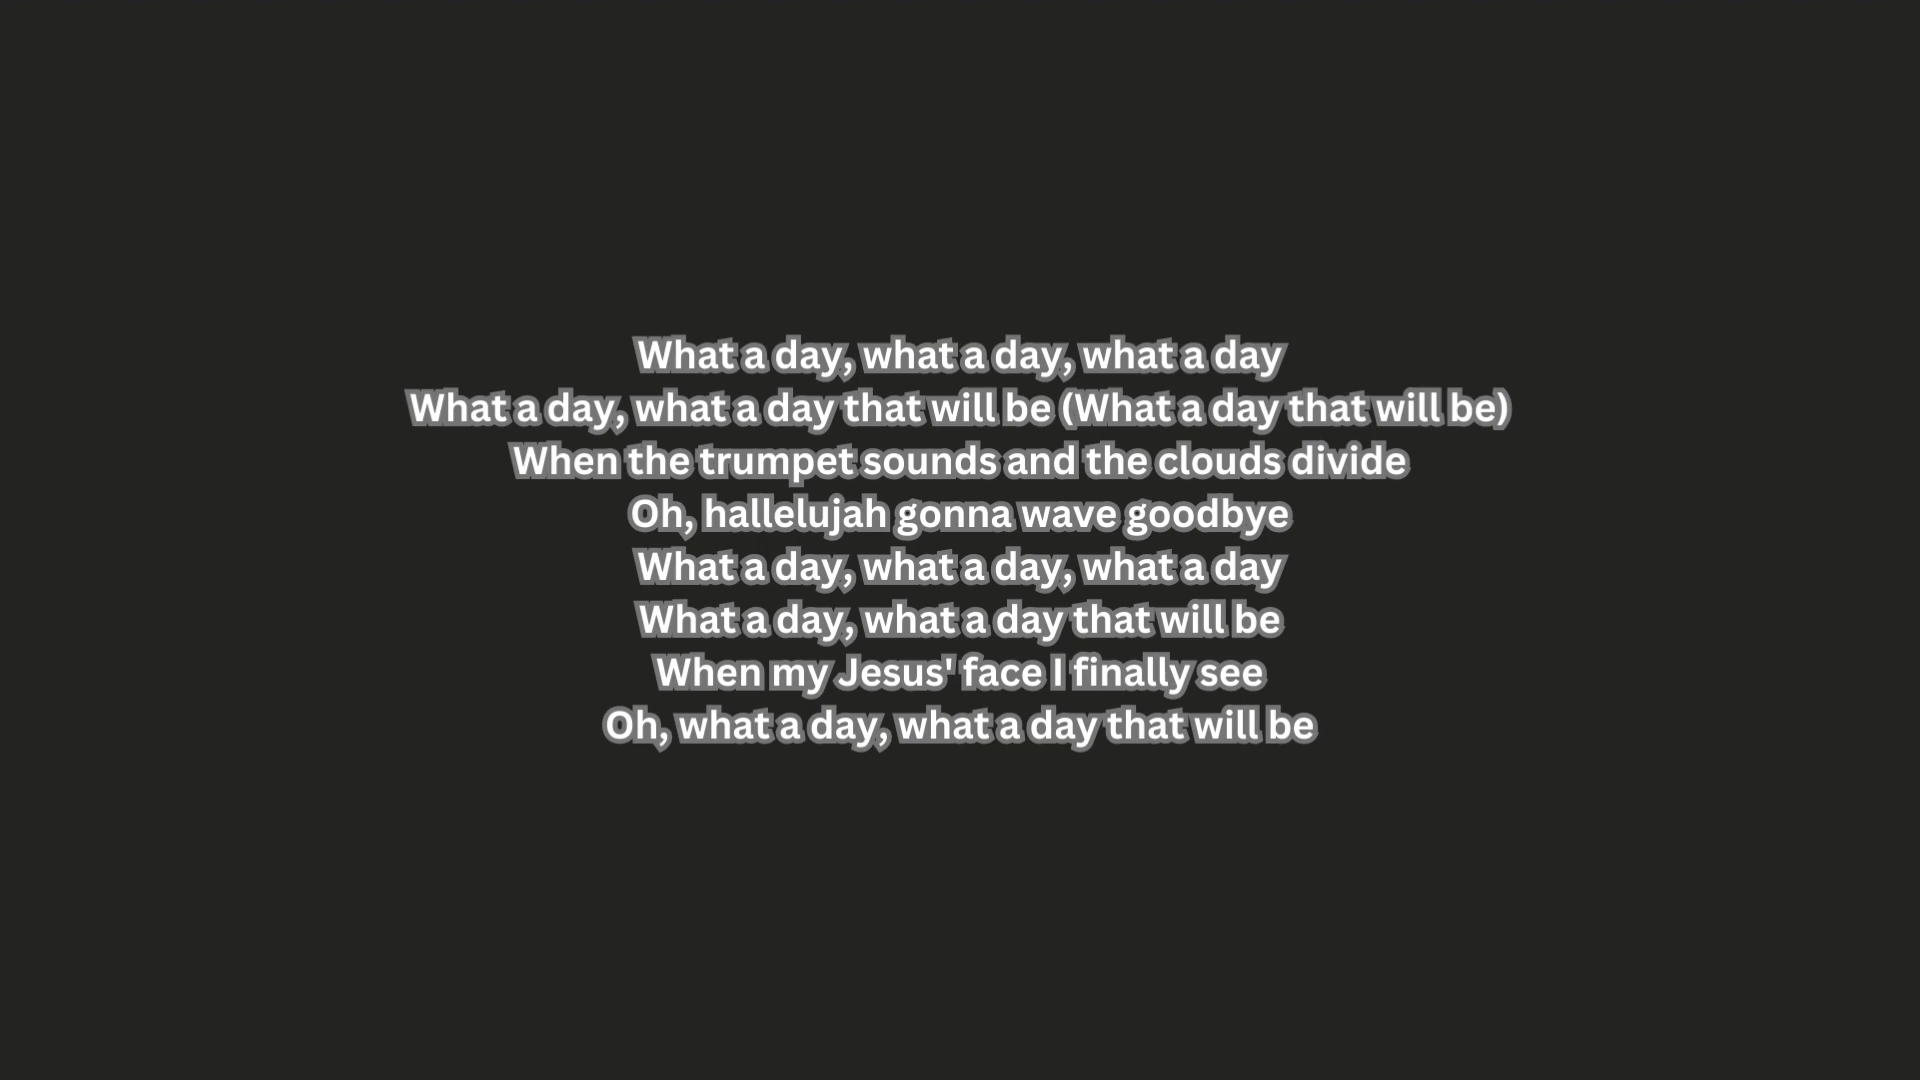 What a day, what a day, what a day
What a day, what a day that will be (What a day that will be)
When the trumpet sounds and the clouds divide
Oh, hallelujah gonna wave goodbye
What a day, what a day, what a day
What a day, what a day that will be
When my Jesus' face I finally see
Oh, what a day, what a day that will be